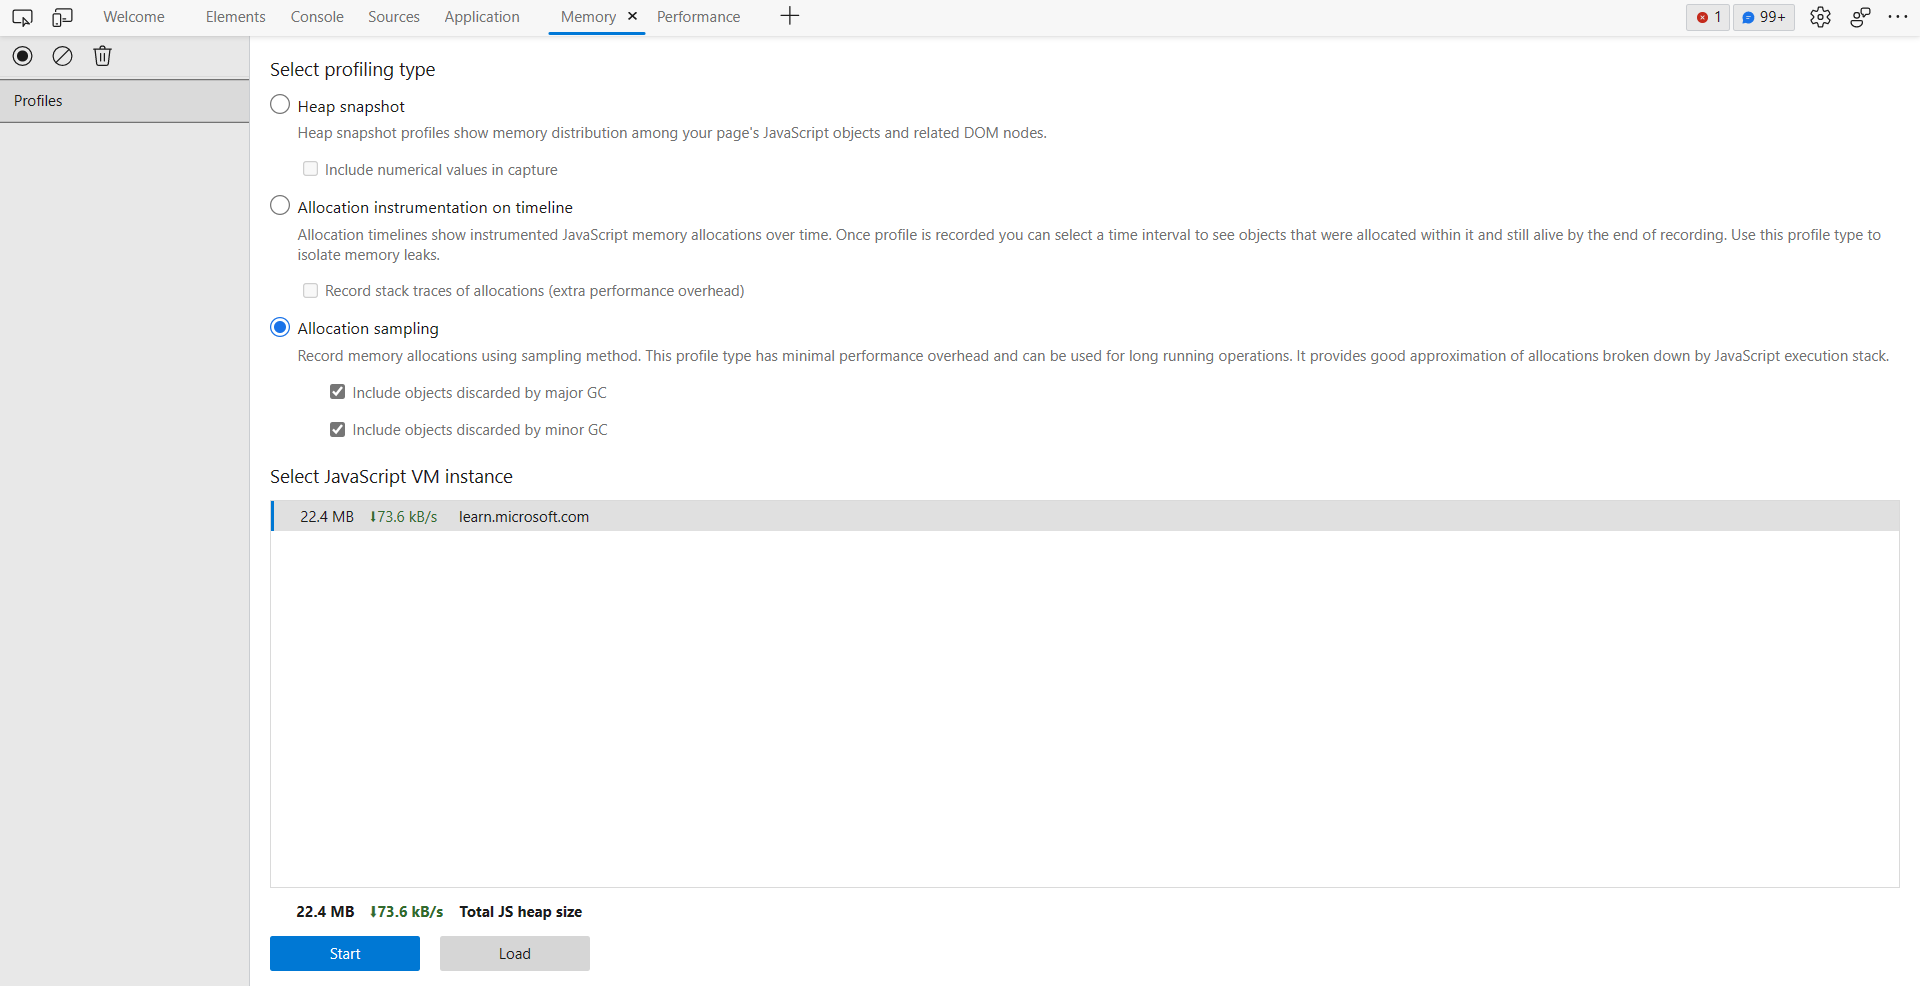 Welcome Elements Console Sources Application Memory Performance 1 99+
Profiles
Select profiling type
Heap snapshot
Heap snapshot profiles show memory distribution among your page's JavaScript objects and related DOM nodes.
Include numerical values in capture
Allocation instrumentation on timeline
Allocation timelines show instrumented JavaScript memory allocations over time. Once profile is recorded you can select a time interval to see objects that were allocated within it and still alive by the end of recording. Use this profile type to
isolate memory leaks.
Record stack traces of allocations (extra performance overhead)
Allocation sampling
Record memory allocations using sampling method. This profile type has minimal performance overhead and can be used for long running operations. It provides good approximation of allocations broken down by JavaScript execution stack.
Include objects discarded by major GC
Include objects discarded by minor GC
Select JavaScript VM instance
22.4 MB ⬇73.6 kB/s learn.microsoft.com
22.4 MB ⬇73.6 kB/s Total JS heap size
Start Load